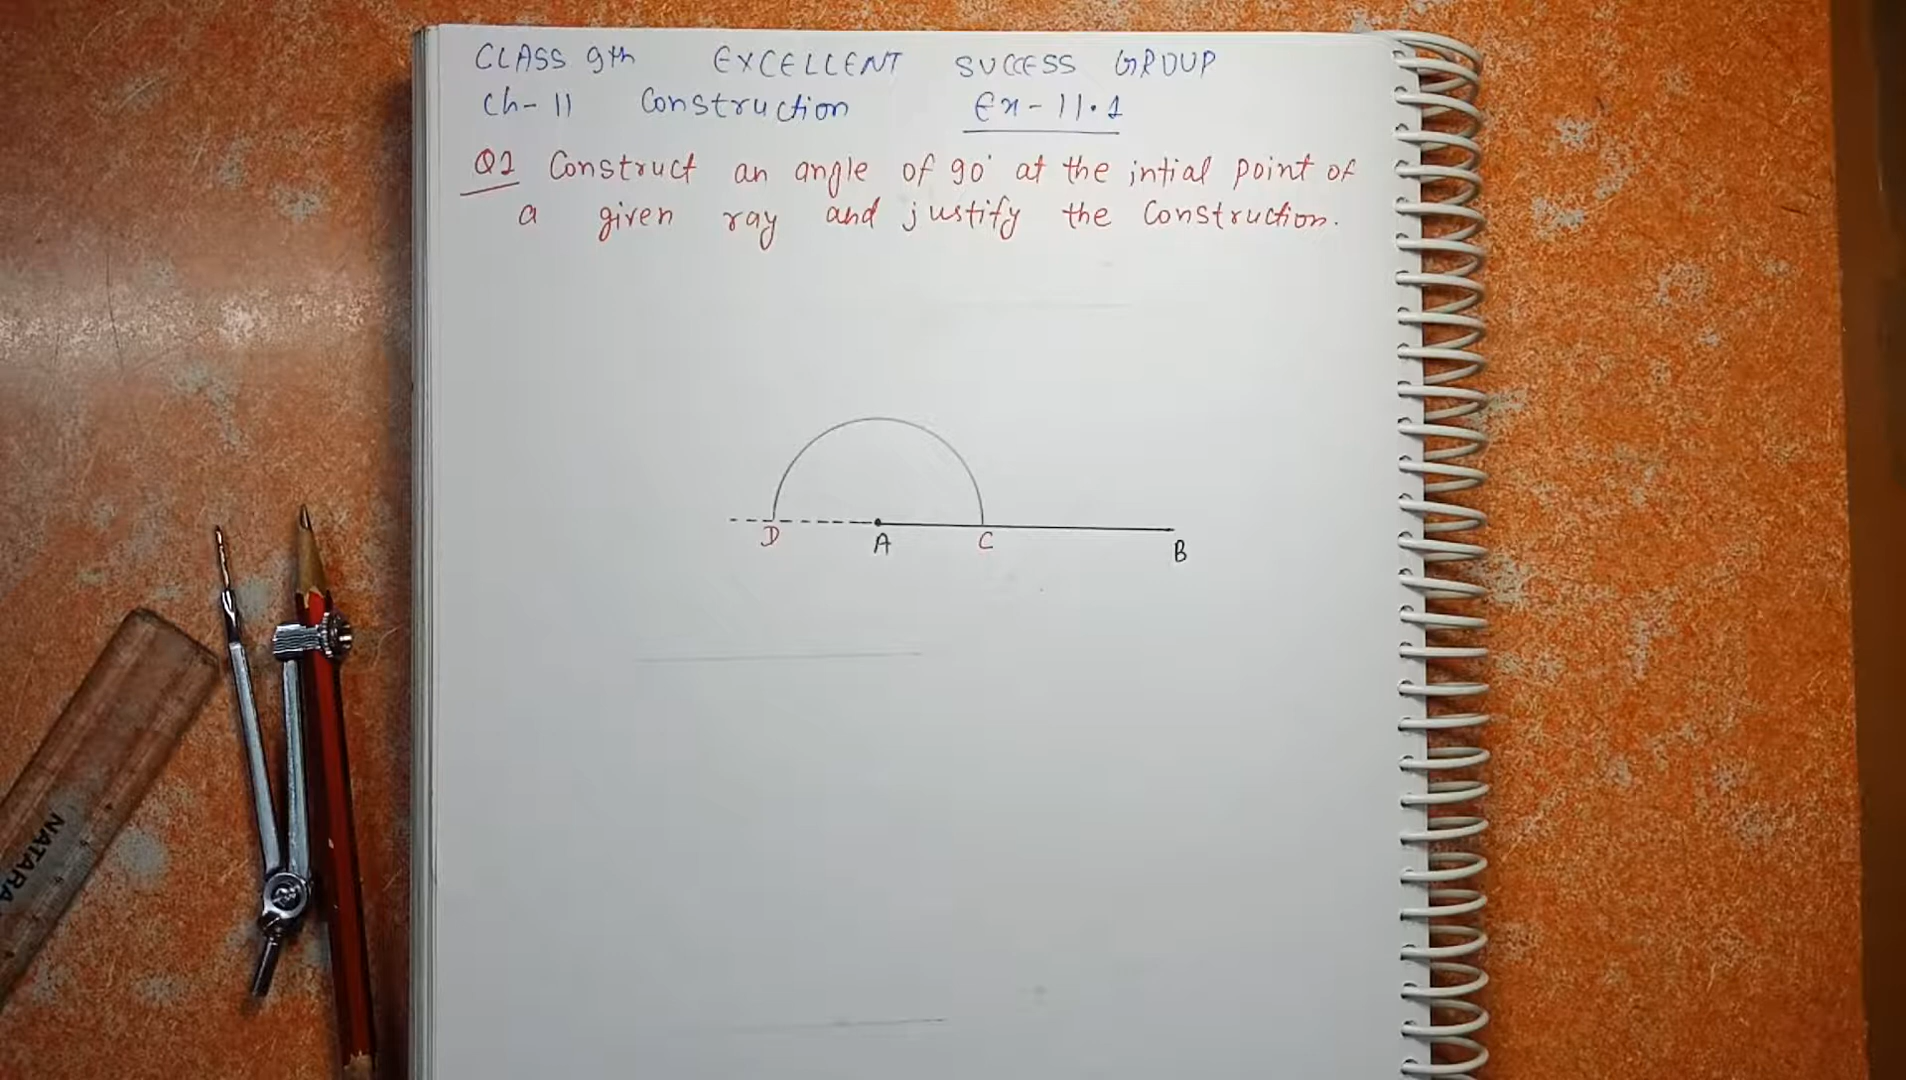 CLASS 9th EXCELLENT SUCCESS GROUP
Ch-11 Construction Ex-11.1
Q1 Construct an angle of 90° at the intial point of
a given ray and justify the Construction.
D A C B
NATARA